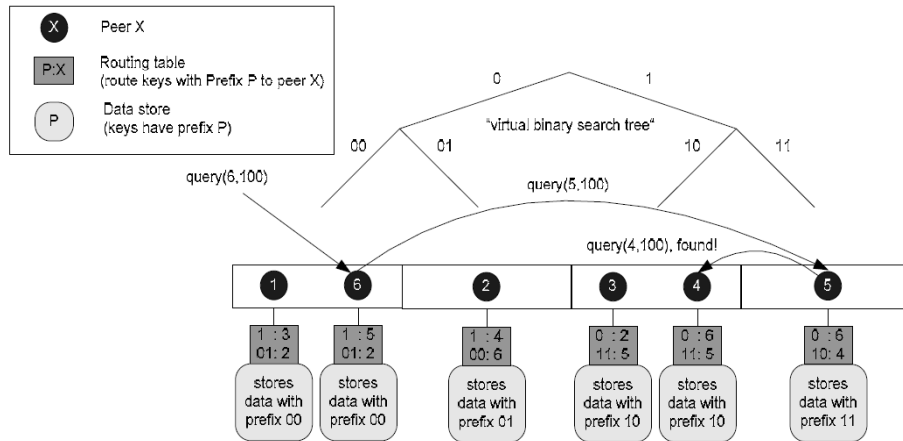 X Peer X
P:X Routing table
(route keys with Prefix P to peer X)
P Data store
(keys have prefix P)
0 1
"virtual binary search tree"
00 01 10 11
query(6,100)
query(5,100)
query(4,100), found!
1 6 2 3 4 5
1 : 3 1 : 5 1 : 4 0 : 2 0 : 6 0 : 6
01: 2 01: 2 00: 6 11: 5 11: 5 10: 4
stores stores stores stores stores stores
data with data with data with data with data with data with
prefix 00 prefix 00 prefix 01 prefix 10 prefix 10 prefix 11